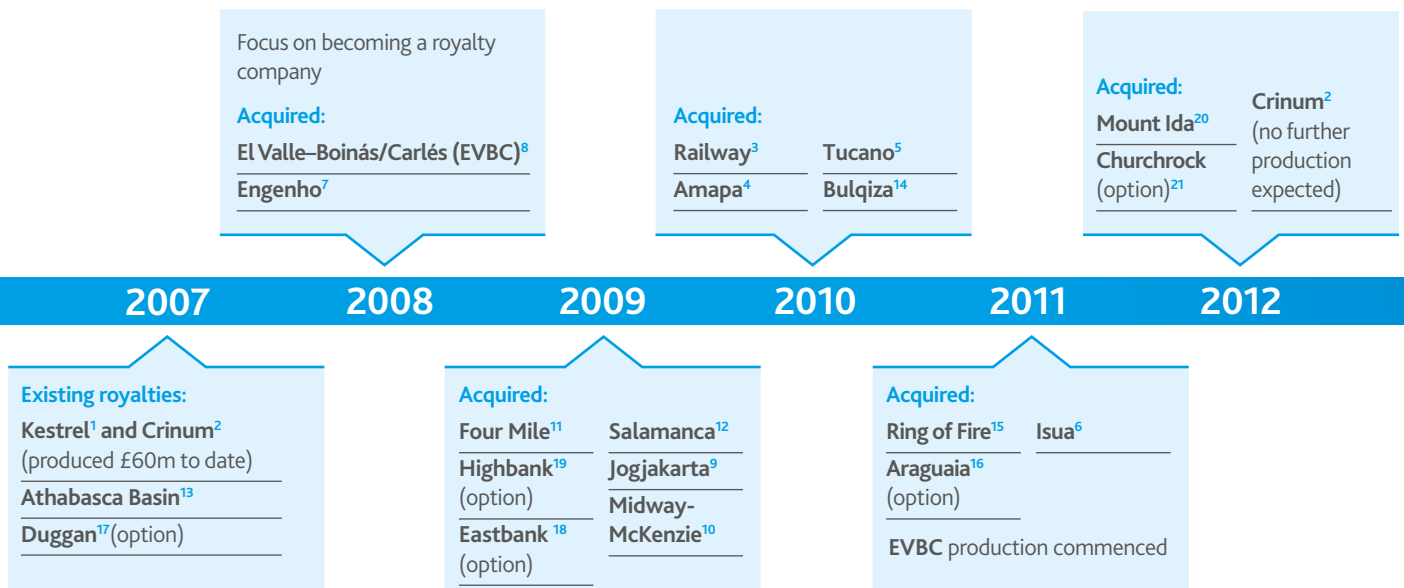 Focus on becoming a royalty
company
Acquired:
El Valle–Boinás/Carlés (EVBC)8
Engenho7
Acquired:
Railway3
Amapa4
Tucano5
Bulqiza14
Acquired:
Mount Ida20
Churchrock
(option)21
Crinum2
(no further
production
expected)
2007 2008 2009 2010 2011 2012
Existing royalties:
Kestrel1 and Crinum2
(produced £60m to date)
Athabasca Basin13
Duggan17(option)
Acquired:
Four Mile11
Highbank19
(option)
Eastbank 18
(option)
Salamanca12
Jogjakarta9
Midway-
McKenzie10
Acquired:
Ring of Fire15
Araguaia16
(option)
Isua6
EVBC production commenced